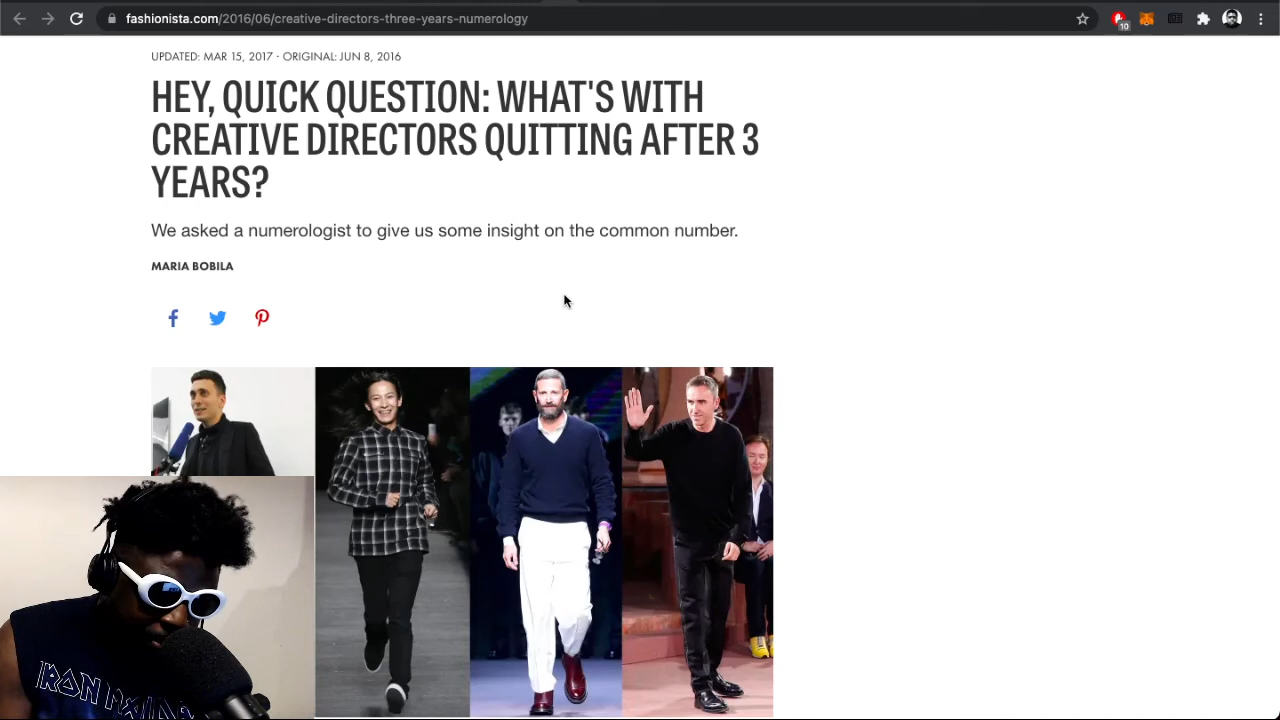 fashionista.com/2016/06/creative-directors-three-years-numerology
10
UPDATED: MAR 15, 2017 · ORIGINAL: JUN 8, 2016
HEY, QUICK QUESTION: WHAT'S WITH
CREATIVE DIRECTORS QUITTING AFTER 3
YEARS?
We asked a numerologist to give us some insight on the common number.
MARIA BOBILA
IRON MAIDEN